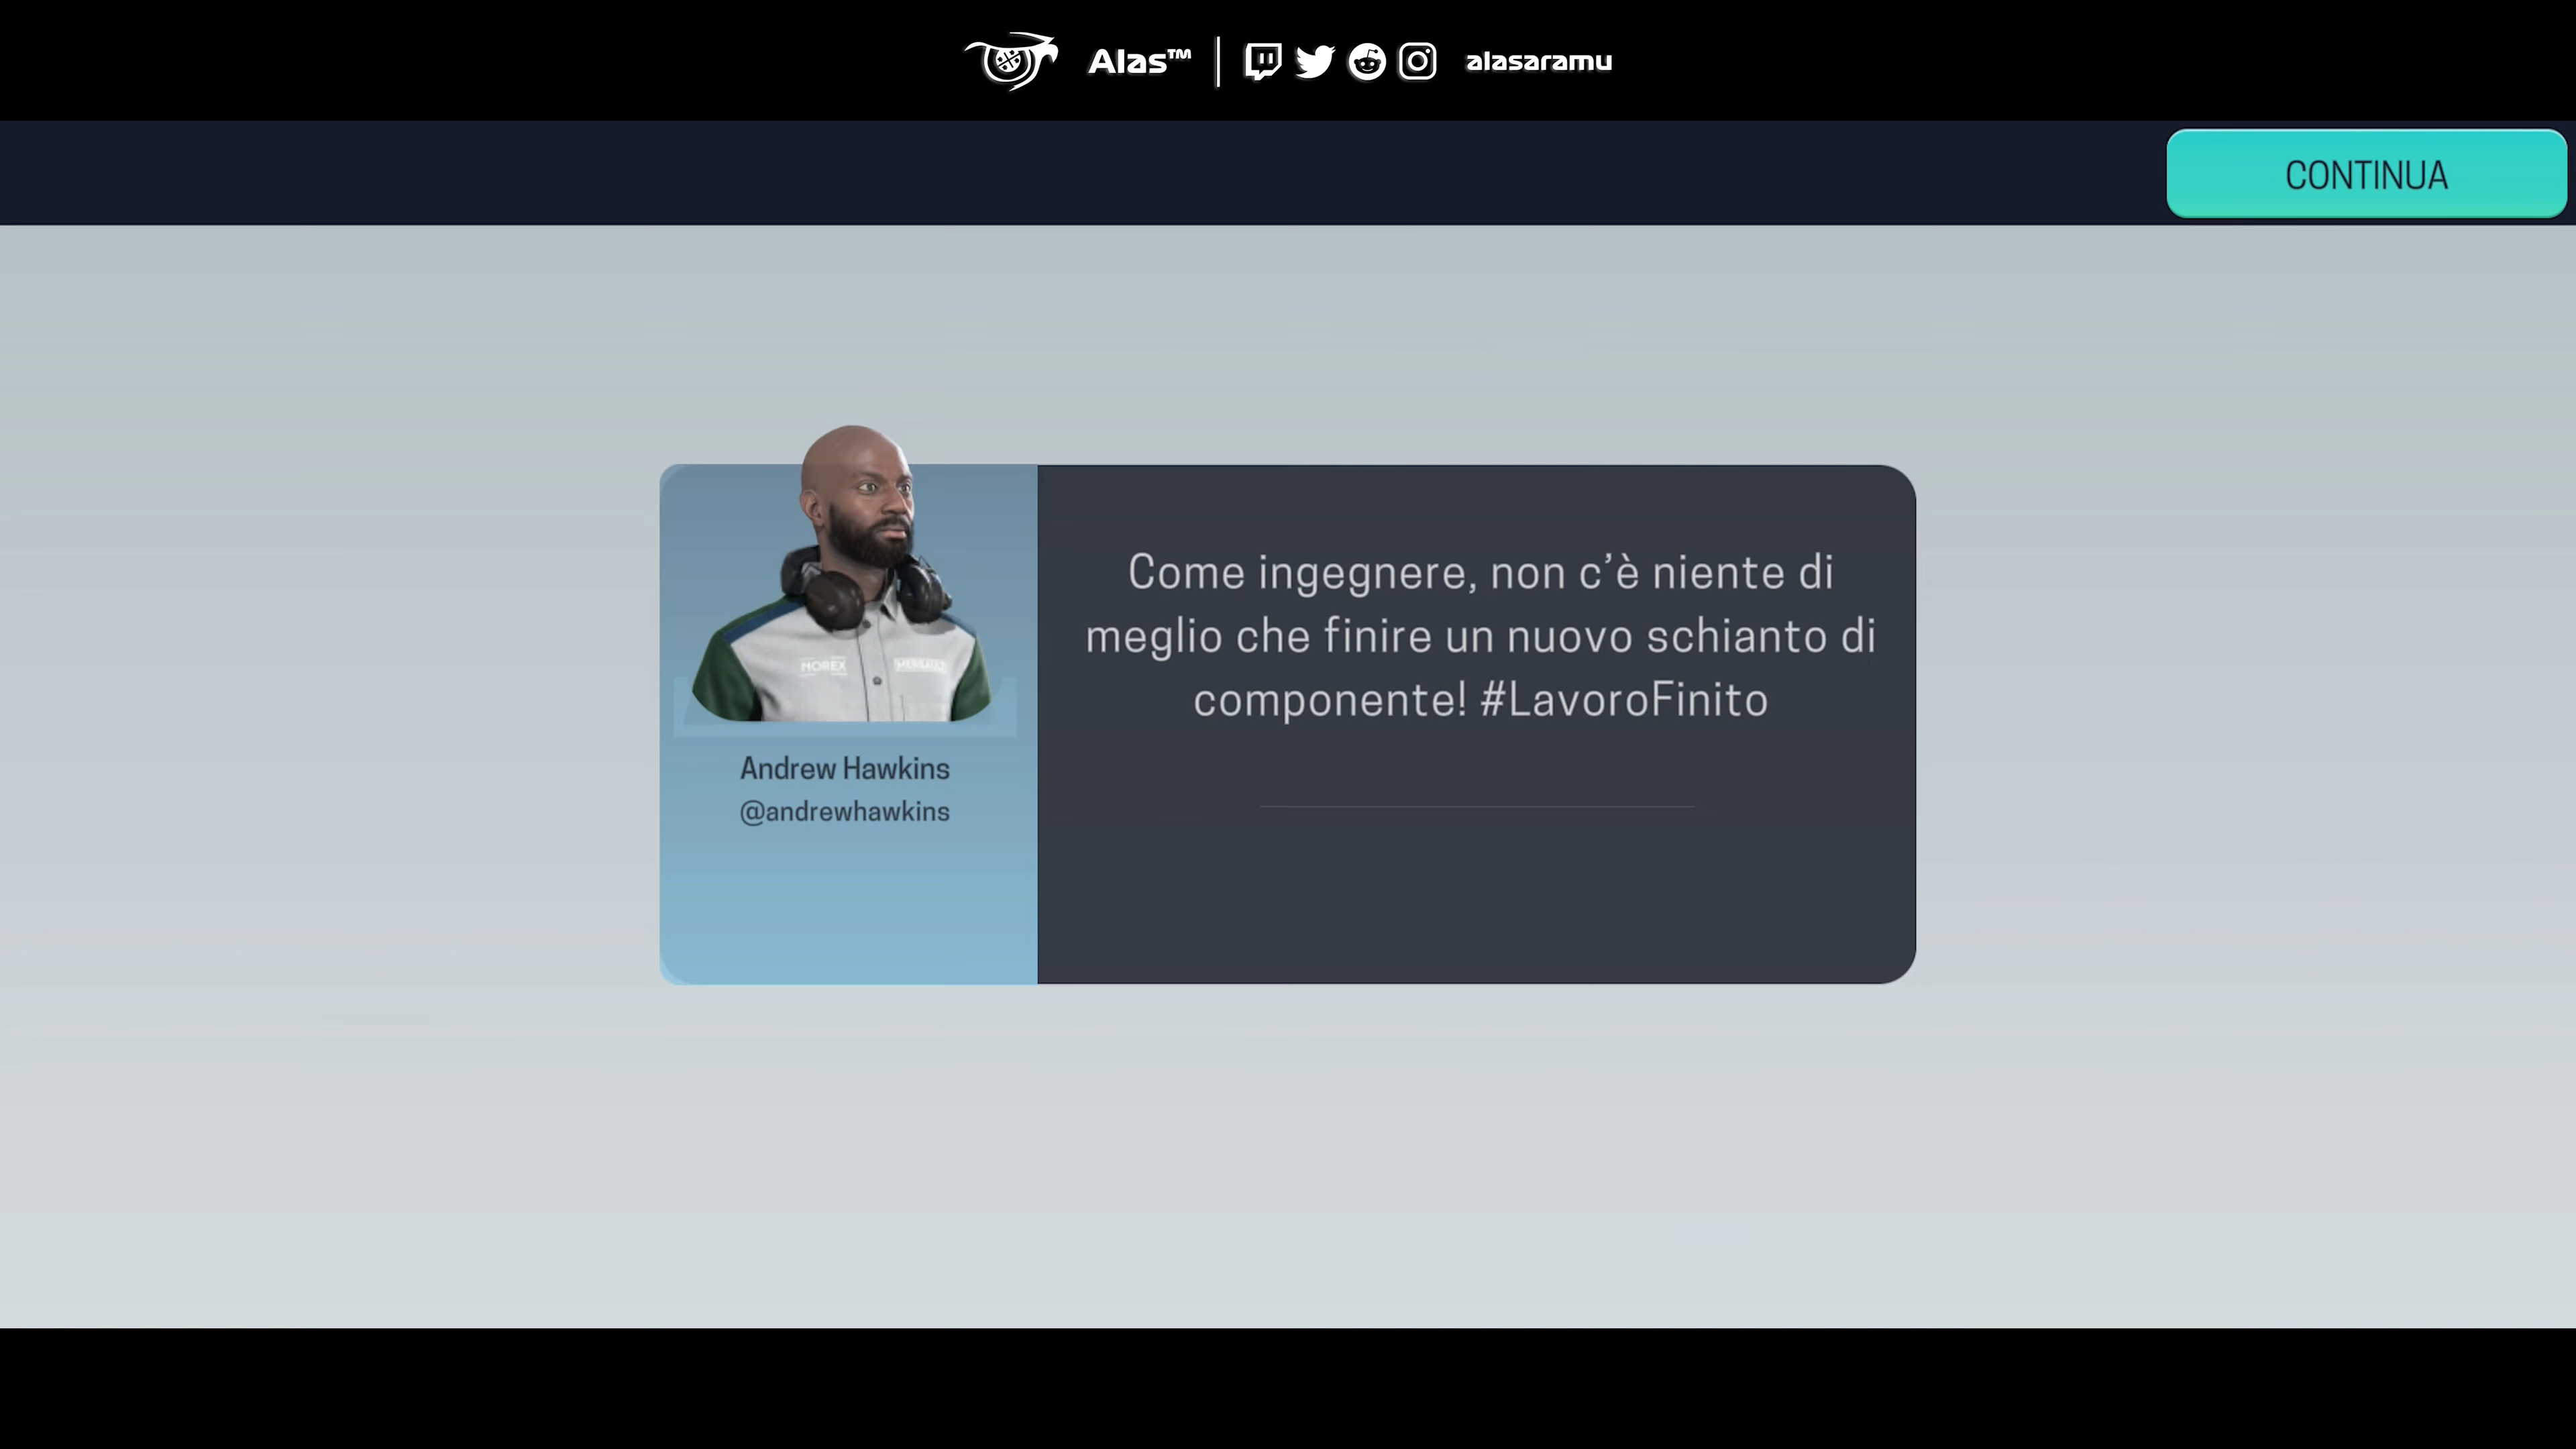 Alas™ alasaramu
CONTINUA
Come ingegnere, non c'è niente di
meglio che finire un nuovo schianto di
componente! #LavoroFinito
NOREX
Andrew Hawkins
@andrewhawkins